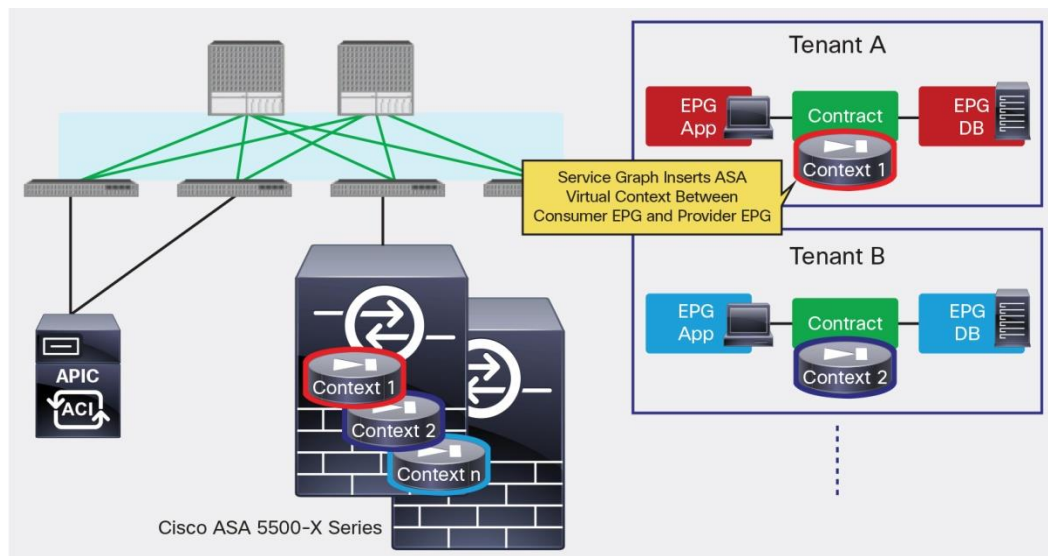 Tenant A
EPG
App
Contract
EPG
DB
Context 1
Service Graph Inserts ASA
Virtual Context Between
Consumer EPG and Provider EPG
Tenant B
EPG
App
Contract
EPG
DB
Context 2
APIC
ACI
Context 1
Context 2
Context n
Cisco ASA 5500-X Series